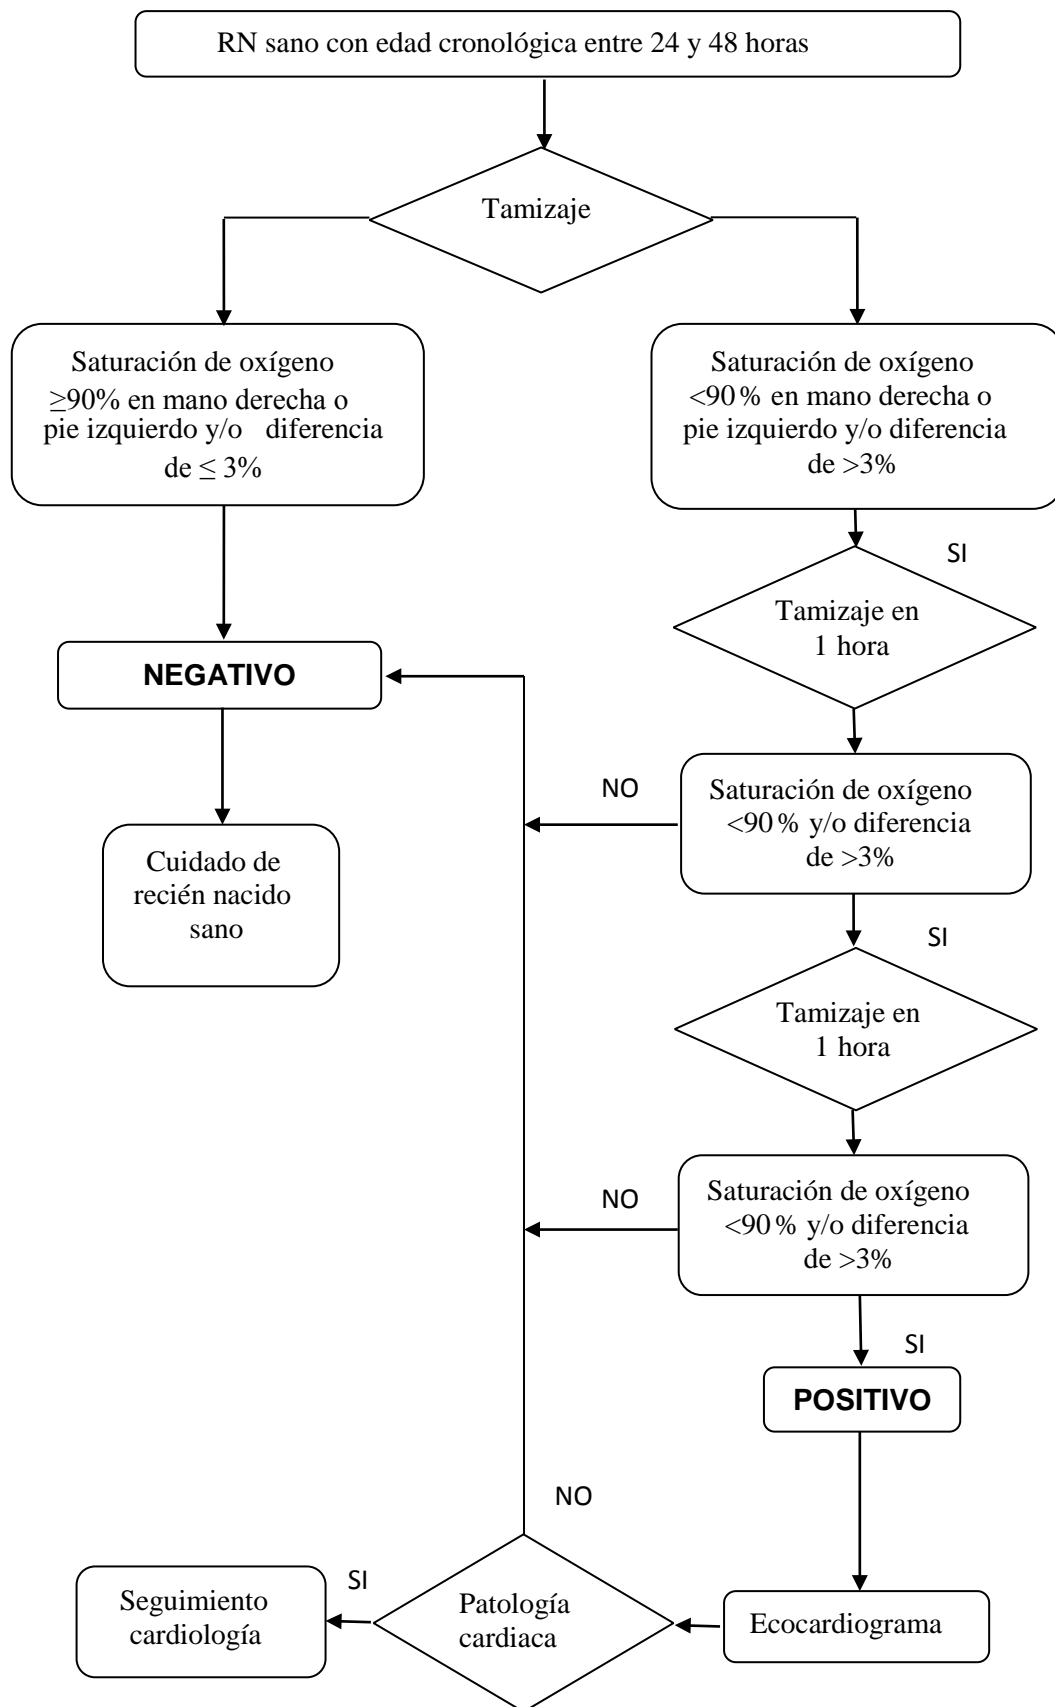 RN sano con edad cronológica entre 24 y 48 horas
Tamizaje
Saturación de oxígeno
≥90% en mano derecha o
pie izquierdo y/o diferencia
de ≤ 3%
Saturación de oxígeno
<90% en mano derecha o
pie izquierdo y/o diferencia
de >3%
SI
Tamizaje en
1 hora
NEGATIVO
NO
Saturación de oxígeno
<90% y/o diferencia
de >3%
Cuidado de
recién nacido
sano
SI
Tamizaje en
1 hora
NO
Saturación de oxígeno
<90% y/o diferencia
de >3%
SI
POSITIVO
NO
SI
Seguimiento
cardiología
Patología
cardiaca
Ecocardiograma